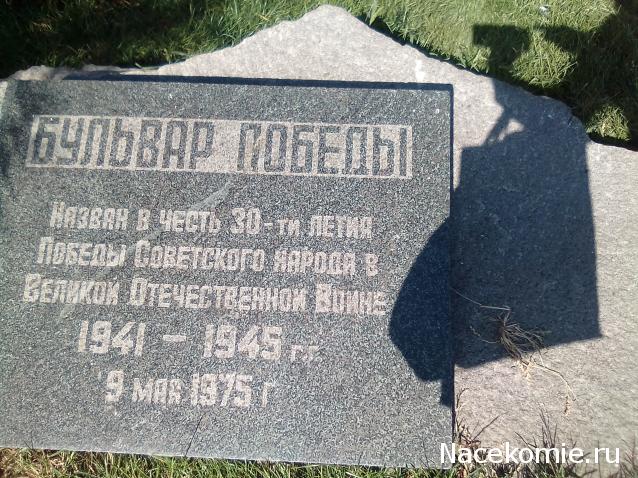 БУЛЬВАР ПОБЕДЫ
Назван в честь 30-ти летия
Победы Советского народа в
Великой Отечественной Воине
1941 – 1945 г.г.
9 мая 1975 г
Nacekomie.ru